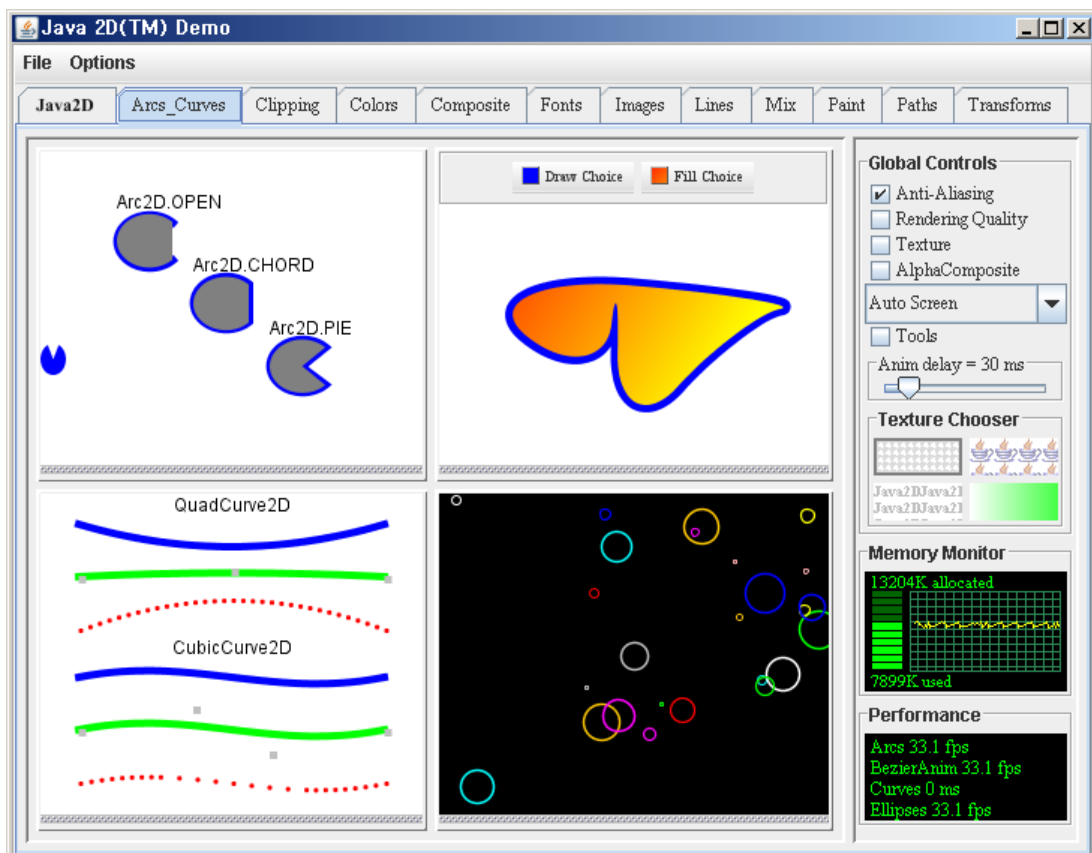 Java 2D(TM) Demo
File Options
Java2D Arcs_Curves Clipping Colors Composite Fonts Images Lines Mix Paint Paths Transforms
Arc2D.OPEN
Arc2D.CHORD
Arc2D.PIE
Draw Choice Fill Choice
QuadCurve2D
CubicCurve2D
Global Controls
Anti-Aliasing
Rendering Quality
Texture
AlphaComposite
Auto Screen
Tools
Anim delay = 30 ms
Texture Chooser
Java2DJava2D
Java2DJava2D
Memory Monitor
13204K allocated
7899K used
Performance
Arcs 33.1 fps
BezierAnim 33.1 fps
Curves 0 ms
Ellipses 33.1 fps